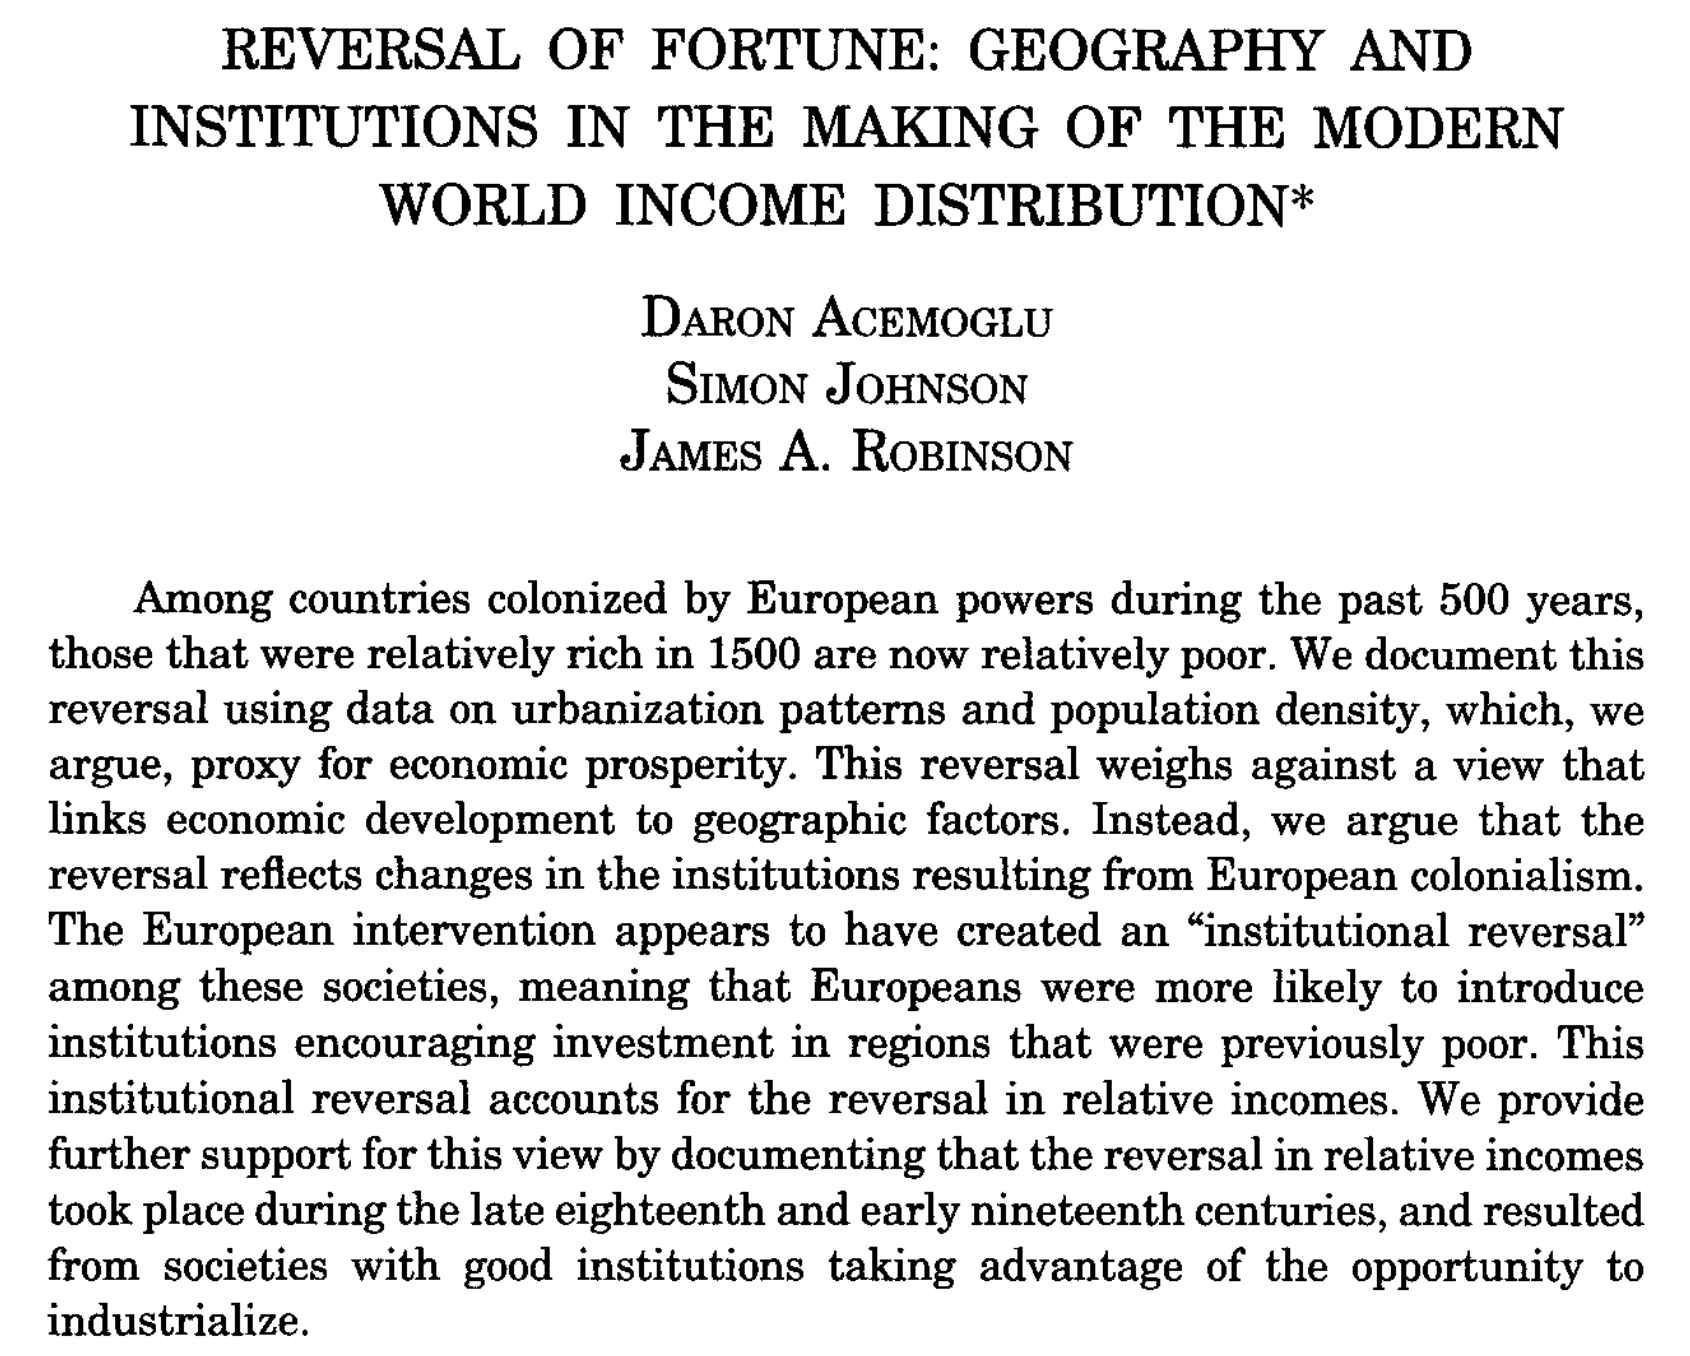 REVERSAL OF FORTUNE: GEOGRAPHY AND
INSTITUTIONS IN THE MAKING OF THE MODERN
WORLD INCOME DISTRIBUTION*
DARON ACEMOGLU
SIMON JOHNSON
JAMES A. ROBINSON
Among countries colonized by European powers during the past 500 years,
those that were relatively rich in 1500 are now relatively poor. We document this
reversal using data on urbanization patterns and population density, which, we
argue, proxy for economic prosperity. This reversal weighs against a view that
links economic development to geographic factors. Instead, we argue that the
reversal reflects changes in the institutions resulting from European colonialism.
The European intervention appears to have created an “institutional reversal”
among these societies, meaning that Europeans were more likely to introduce
institutions encouraging investment in regions that were previously poor. This
institutional reversal accounts for the reversal in relative incomes. We provide
further support for this view by documenting that the reversal in relative incomes
took place during the late eighteenth and early nineteenth centuries, and resulted
from societies with good institutions taking advantage of the opportunity to
industrialize.